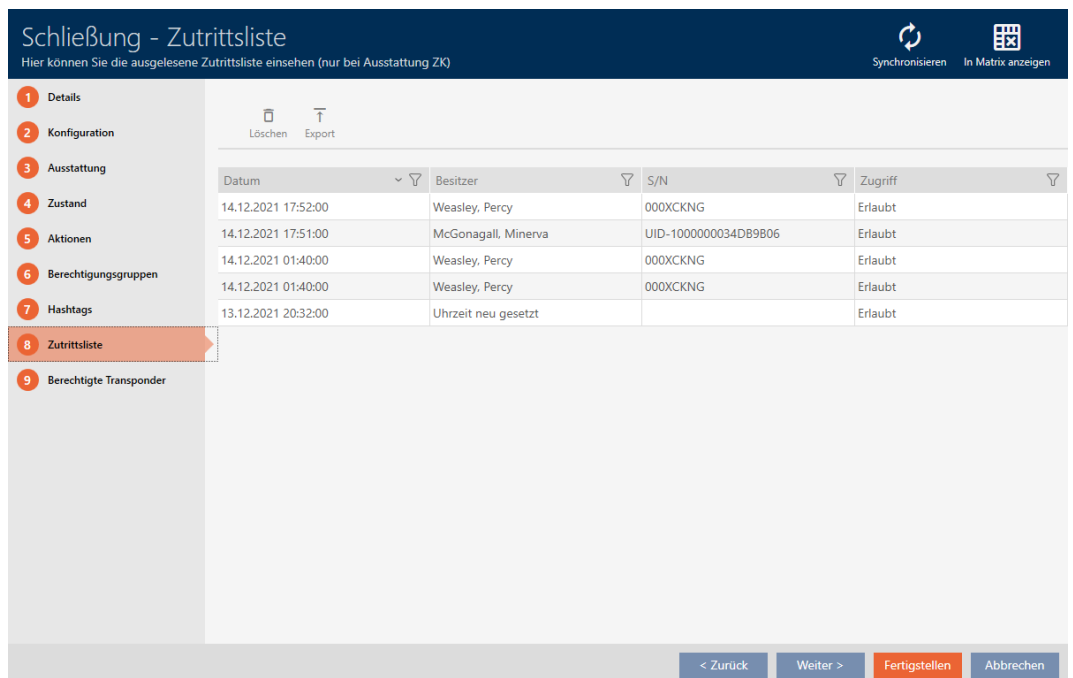 Schließung - Zutrittsliste
Hier können Sie die ausgelesene Zutrittsliste einsehen (nur bei Ausstattung ZK)
Synchronisieren
In Matrix anzeigen
1 Details
2 Konfiguration
3 Ausstattung
4 Zustand
5 Aktionen
6 Berechtigungsgruppen
7 Hashtags
8 Zutrittsliste
9 Berechtigte Transponder
Löschen Export
Datum Besitzer S/N Zugriff
14.12.2021 17:52:00 Weasley, Percy 000XCKNG Erlaubt
14.12.2021 17:51:00 McGonagall, Minerva UID-1000000034DB9B06 Erlaubt
14.12.2021 01:40:00 Weasley, Percy 000XCKNG Erlaubt
14.12.2021 01:40:00 Weasley, Percy 000XCKNG Erlaubt
13.12.2021 20:32:00 Uhrzeit neu gesetzt Erlaubt
< Zurück Weiter > Fertigstellen Abbrechen